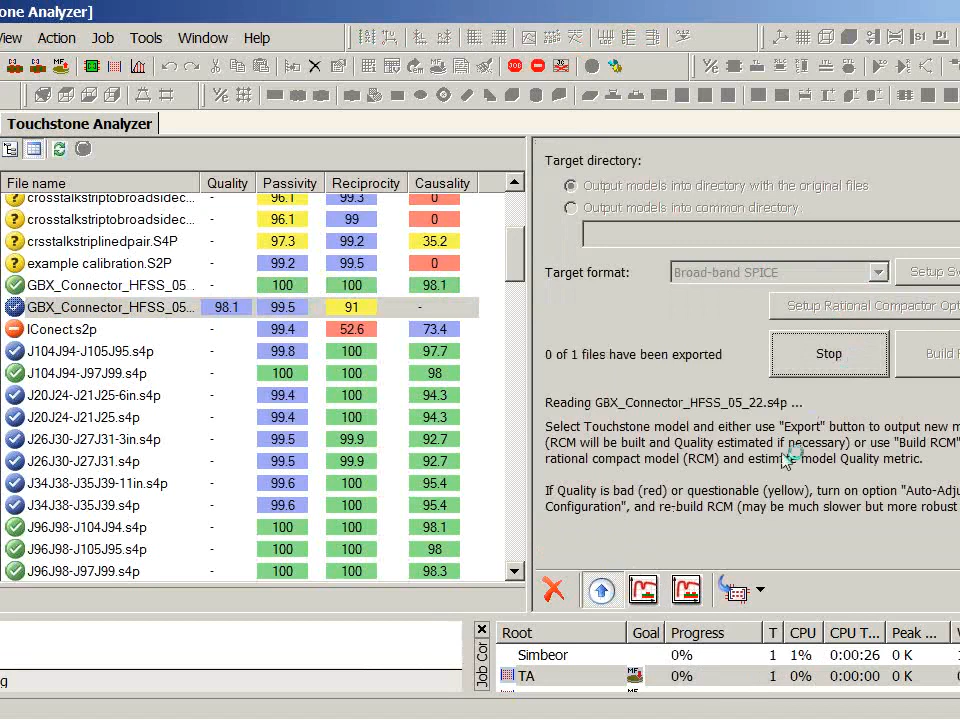 one Analyzer]
View Action Job Tools Window Help
Touchstone Analyzer
File name Quality Passivity Reciprocity Causality
crosstalkstriptobroadsidec... - 96.1 99.3 0
crosstalkstriptobroadsidec... - 96.1 99 0
crsstalkstriplinedpair.S4P - 97.3 99.2 35.2
example calibration.S2P - 99.2 99.5 0
GBX_Connector_HFSS_05... - 100 100 98.1
GBX_Connector_HFSS_05... 98.1 99.5 91 -
IConect.s2p - 99.4 52.6 73.4
J104J94-J105J95.s4p - 99.8 100 97.7
J104J94-J97J99.s4p - 100 100 98
J20J24-J21J25-6in.s4p - 99.4 100 94.3
J20J24-J21J25.s4p - 99.4 100 94.3
J26J30-J27J31-3in.s4p - 99.5 99.9 92.7
J26J30-J27J31.s4p - 99.5 99.9 92.7
J34J38-J35J39-11in.s4p - 99.6 100 95.4
J34J38-J35J39.s4p - 99.6 100 95.4
J96J98-J104J94.s4p - 100 100 98.1
J96J98-J105J95.s4p - 100 100 98
J96J98-J97J99.s4p - 100 100 98.3
Target directory:
Output models into directory with the original files
Output models into common directory
Target format: Broad-band SPICE Setup Sw
Setup Rational Compactor Opt
0 of 1 files have been exported Stop Build R
Reading GBX_Connector_HFSS_05_22.s4p ...
Select Touchstone model and either use "Export" button to output new m
(RCM will be built and Quality estimated if necessary) or use "Build RCM"
rational compact model (RCM) and estimate model Quality metric.
If Quality is bad (red) or questionable (yellow), turn on option "Auto-Adju
Configuration", and re-build RCM (may be much slower but more robust
g
Job Cor
Root Goal Progress T CPU CPU T... Peak ...
Simbeor 0% 1 1% 0:00:26 0 K
TA MF 0% 1 0% 0:00:00 0 K